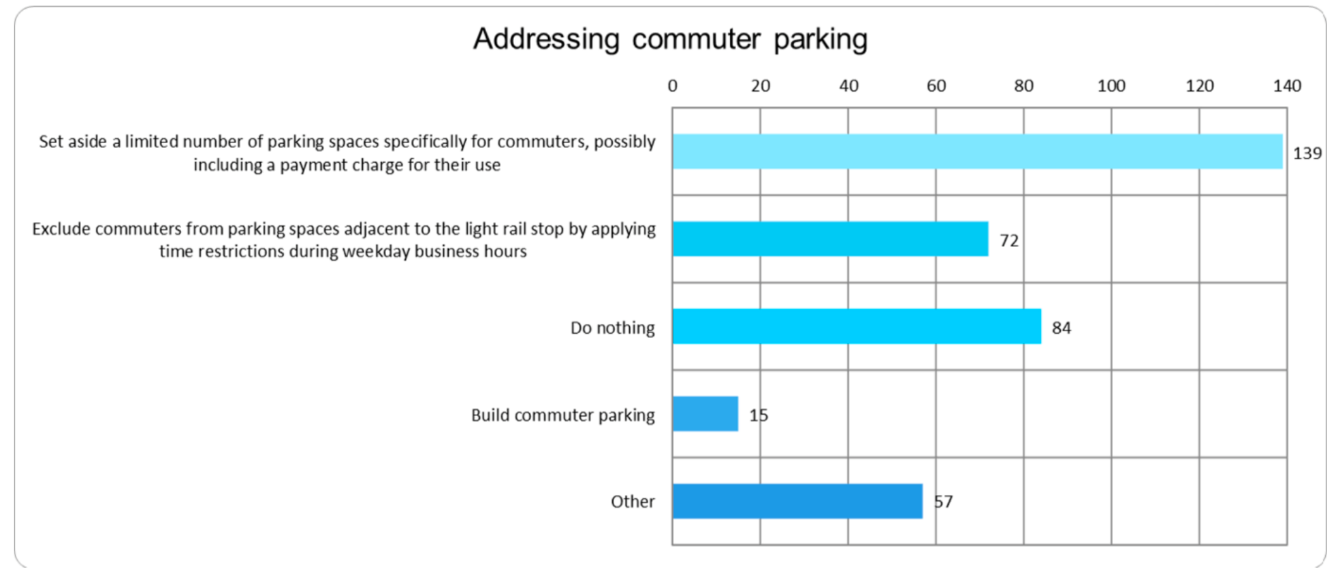 Addressing commuter parking
0 20 40 60 80 100 120 140
Set aside a limited number of parking spaces specifically for commuters, possibly
including a payment charge for their use
139
Exclude commuters from parking spaces adjacent to the light rail stop by applying
time restrictions during weekday business hours
72
Do nothing
84
Build commuter parking
15
Other
57